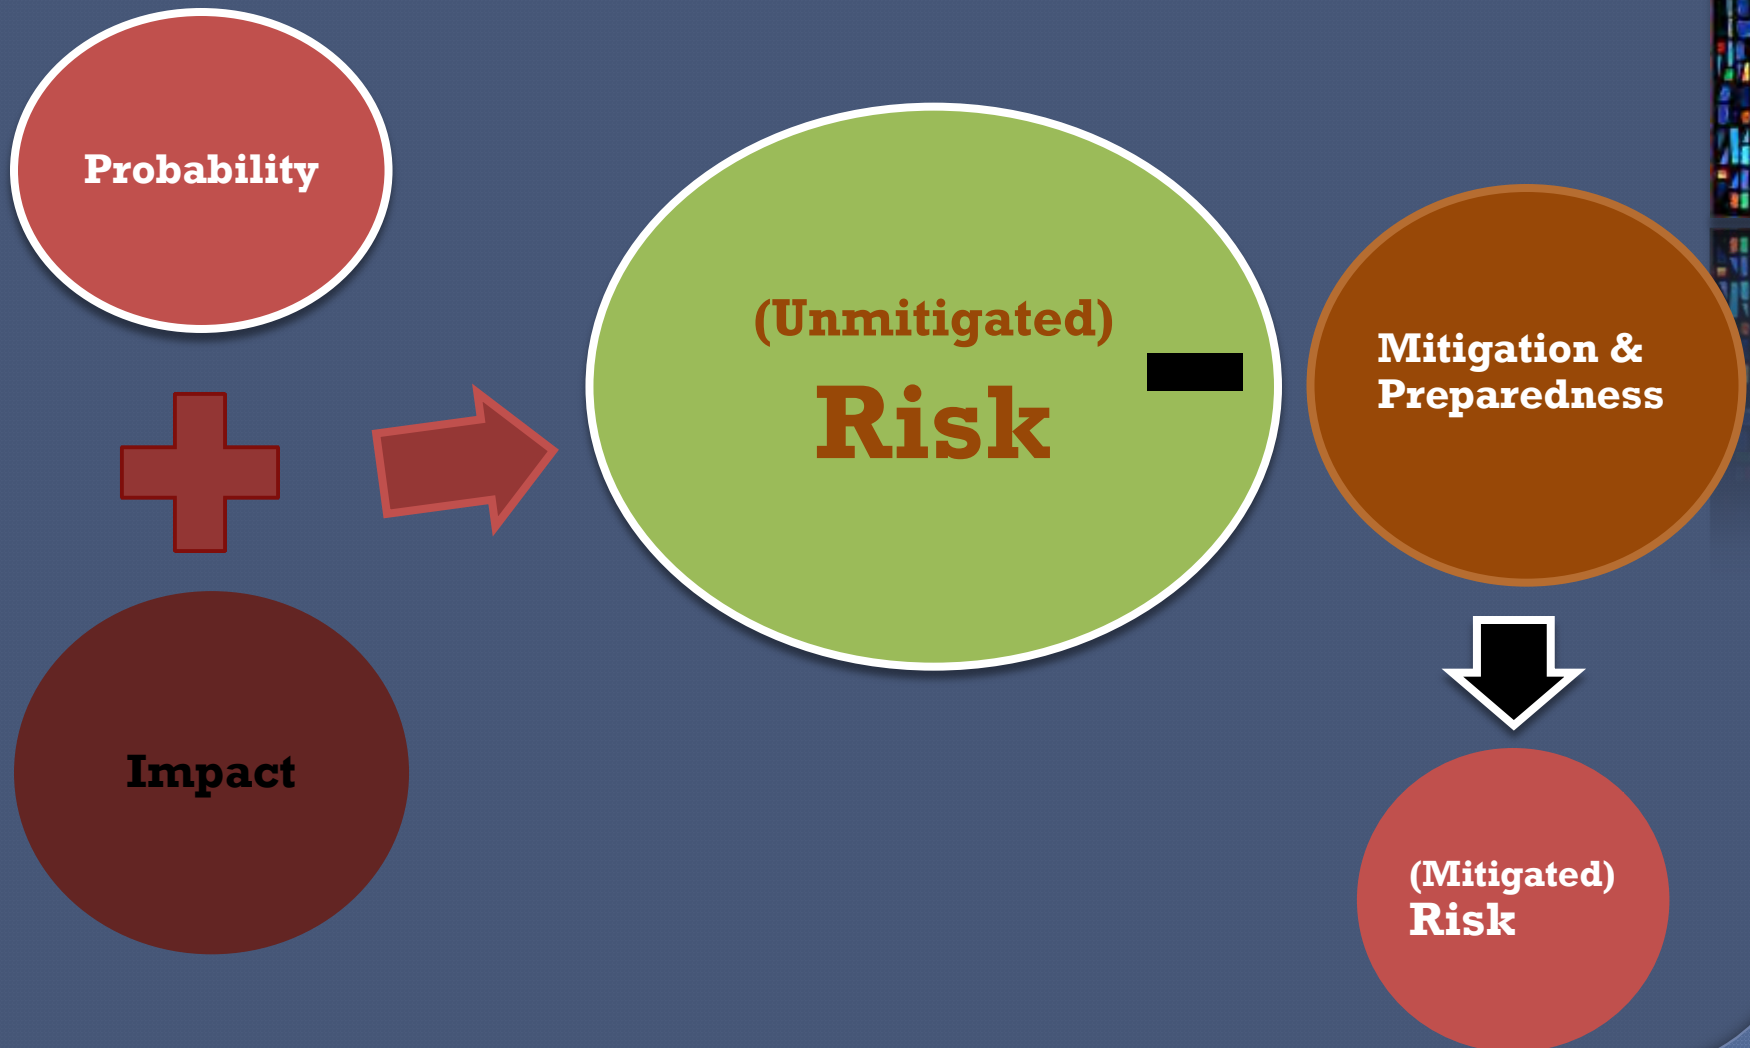 Probability
Impact
(Unmitigated)
Risk
Mitigation &
Preparedness
(Mitigated)
Risk